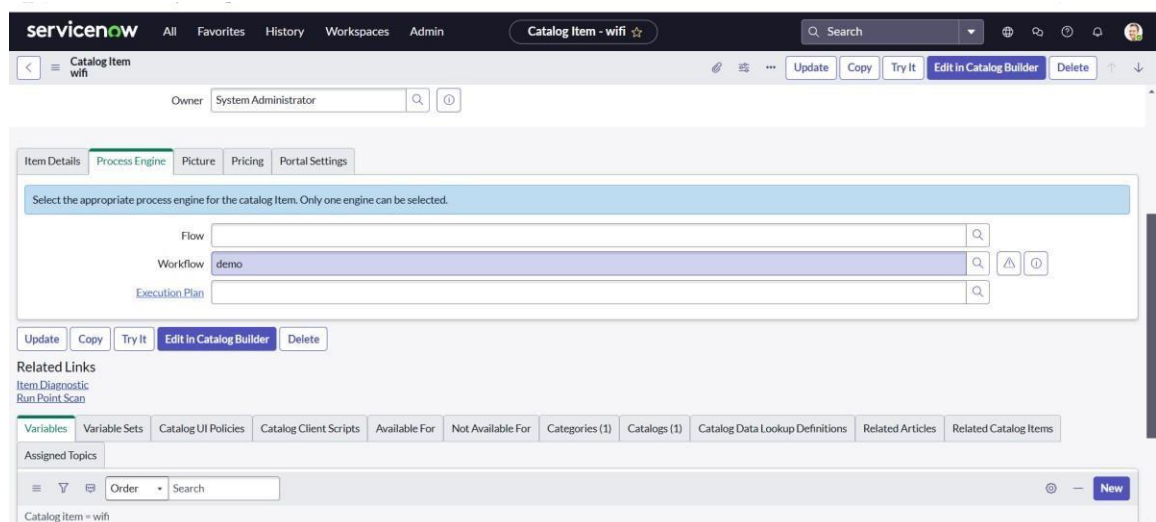 servicenow All Favorites History Workspaces Admin Catalog Item - wifi Search
Catalog Item
wifi
Update Copy Try It Edit in Catalog Builder Delete
Owner System Administrator
Item Details Process Engine Picture Pricing Portal Settings
Select the appropriate process engine for the catalog Item. Only one engine can be selected.
Flow
Workflow demo
Execution Plan
Update Copy Try It Edit in Catalog Builder Delete
Related Links
Item Diagnostic
Run Point Scan
Variables Variable Sets Catalog UI Policies Catalog Client Scripts Available For Not Available For Categories (1) Catalogs (1) Catalog Data Lookup Definitions Related Articles Related Catalog Items
Assigned Topics
Order Search New
Catalog item = wifi